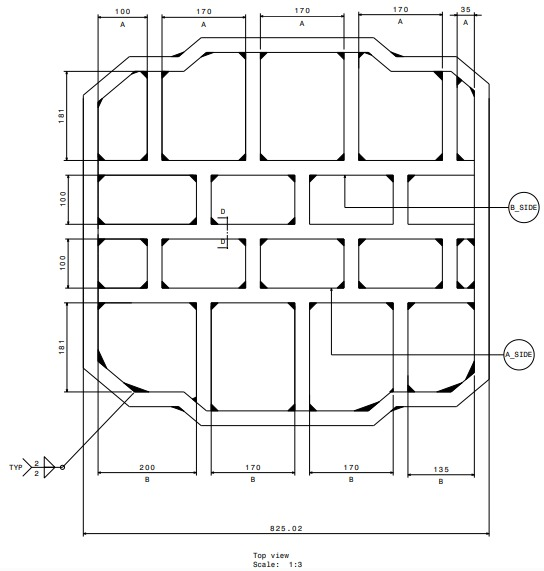 100 170 170 170 35
A A A A A
181
100
B_SIDE
D
D
100
181
A_SIDE
TYP 2
2
200 170 170 135
B B B B
825.02
Top view
Scale: 1:3